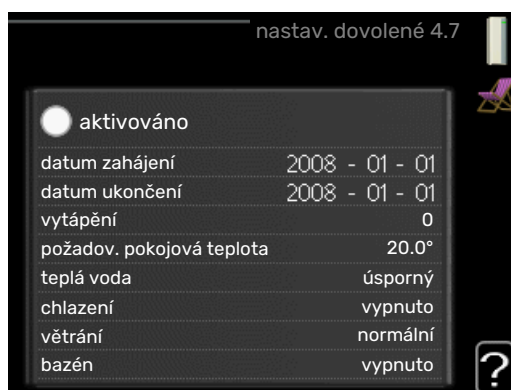 nastav. dovolené 4.7
aktivováno
datum zahájení 2008 - 01 - 01
datum ukončení 2008 - 01 - 01
vytápění 0
požadov. pokojová teplota 20.0°
teplá voda úsporný
chlazení vypnuto
větrání normální
bazén vypnuto
?